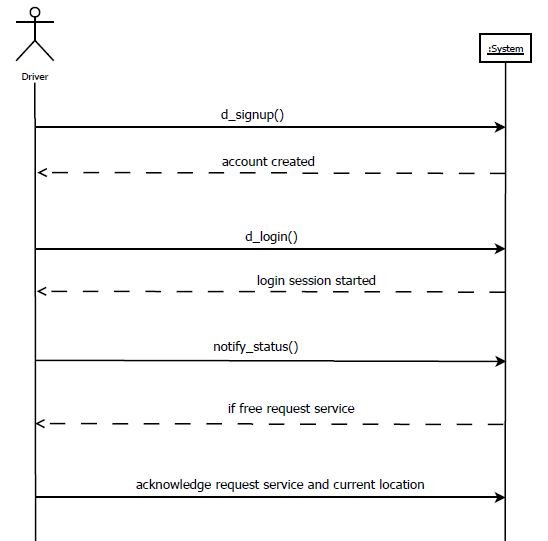 :System
Driver
d_signup()
account created
d_login()
login session started
notify_status()
if free request service
acknowledge request service and current location